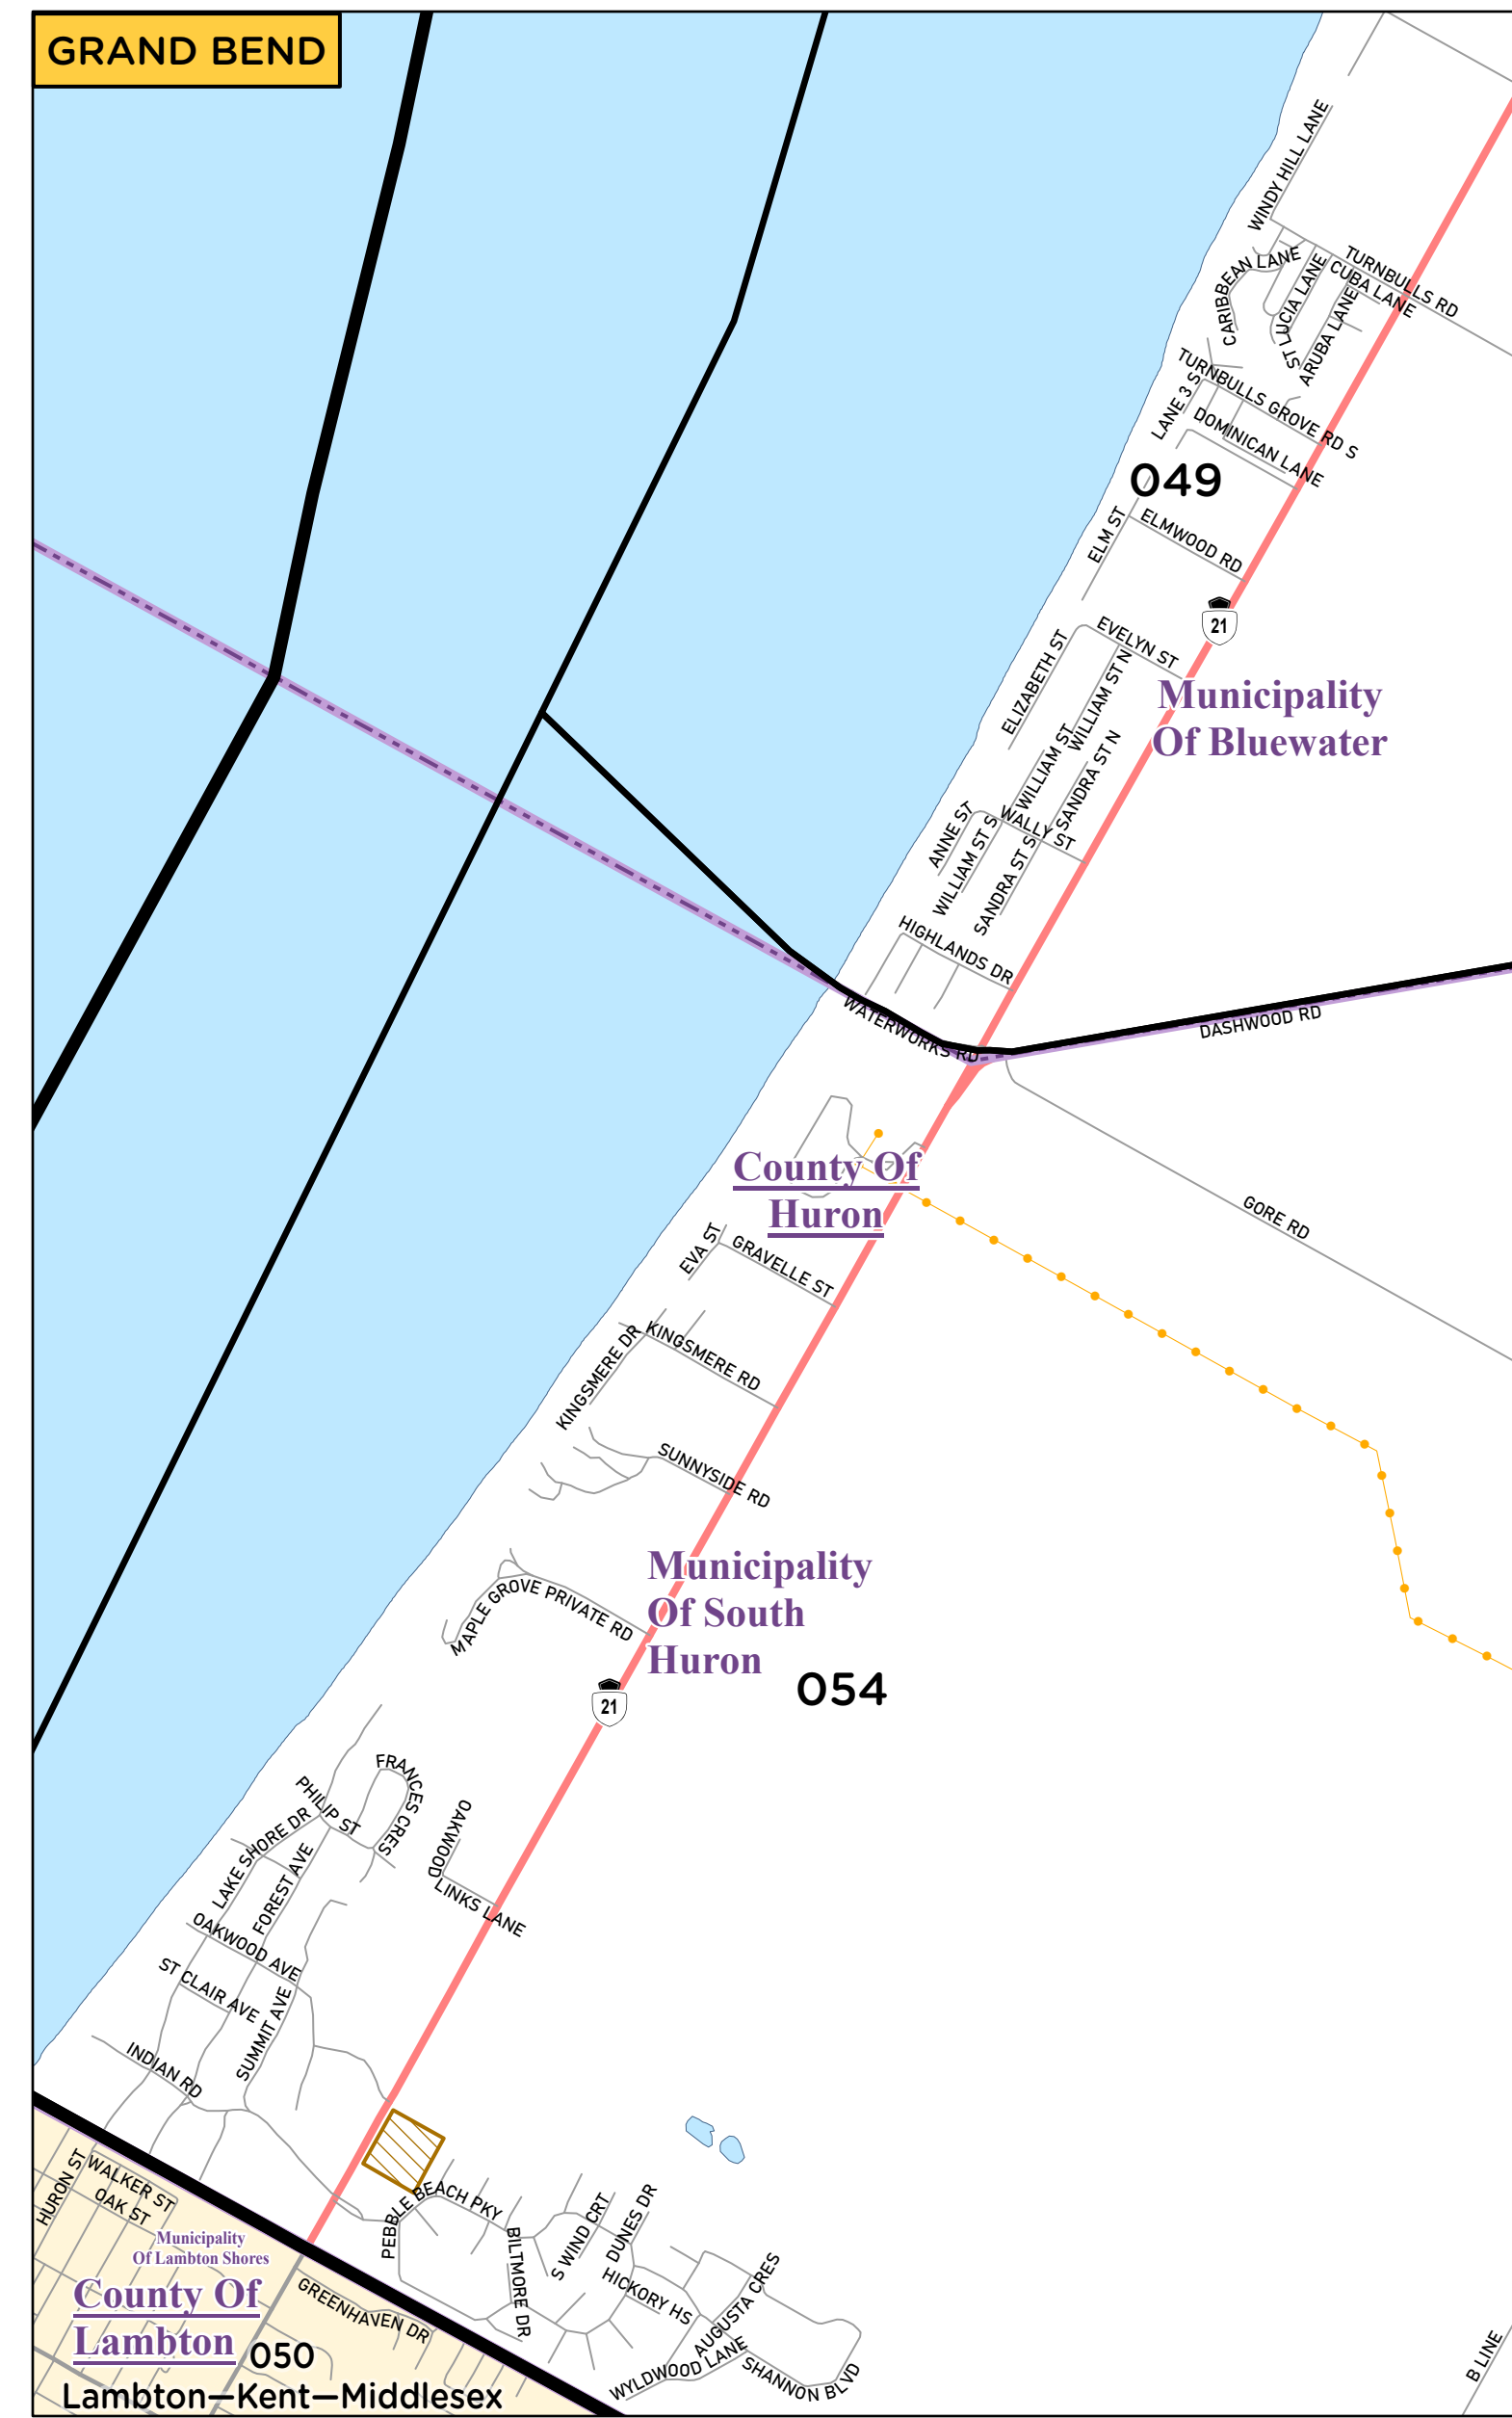 GRAND BEND
WINDY HILL LANE
TURNBULLS RD
CUBA LANE
CARIBBEAN LANE
ST LUCIA LANE
ARUBA LANE
TURNBULLS GROVE RD S
LANE 3 S
DOMINICAN LANE
049
ELM ST
ELMWOOD RD
21
EVELYN ST
ELIZABETH ST
WILLIAM ST N
Municipality
Of Bluewater
WILLIAM ST
SANDRA ST N
ANNE ST
WALLY ST
WILLIAM ST S
SANDRA ST S
HIGHLANDS DR
WATERWORKS RD
DASHWOOD RD
County Of
Huron
GORE RD
EVA ST
GRAVELLE ST
KINGSMERE DR
KINGSMERE RD
SUNNYSIDE RD
Municipality
Of South
Huron
MAPLE GROVE PRIVATE RD
054
21
FRANCES CRES
PHILIP ST
OAKWOOD
LINKS LANE
LAKE SHORE DR
FOREST AVE
OAKWOOD AVE
ST CLAIR AVE
SUMMIT AVE
INDIAN RD
HURON ST
WALKER ST
OAK ST
PEBBLE BEACH PKY
BILTMORE DR
S WIND CRT
DUNES DR
HICKORY HS
AUGUSTA CRES
WYLDWOOD LANE
SHANNON BLVD
B LINE
Municipality
Of Lambton Shores
County Of
Lambton
GREENHAVEN DR
050
Lambton—Kent—Middlesex